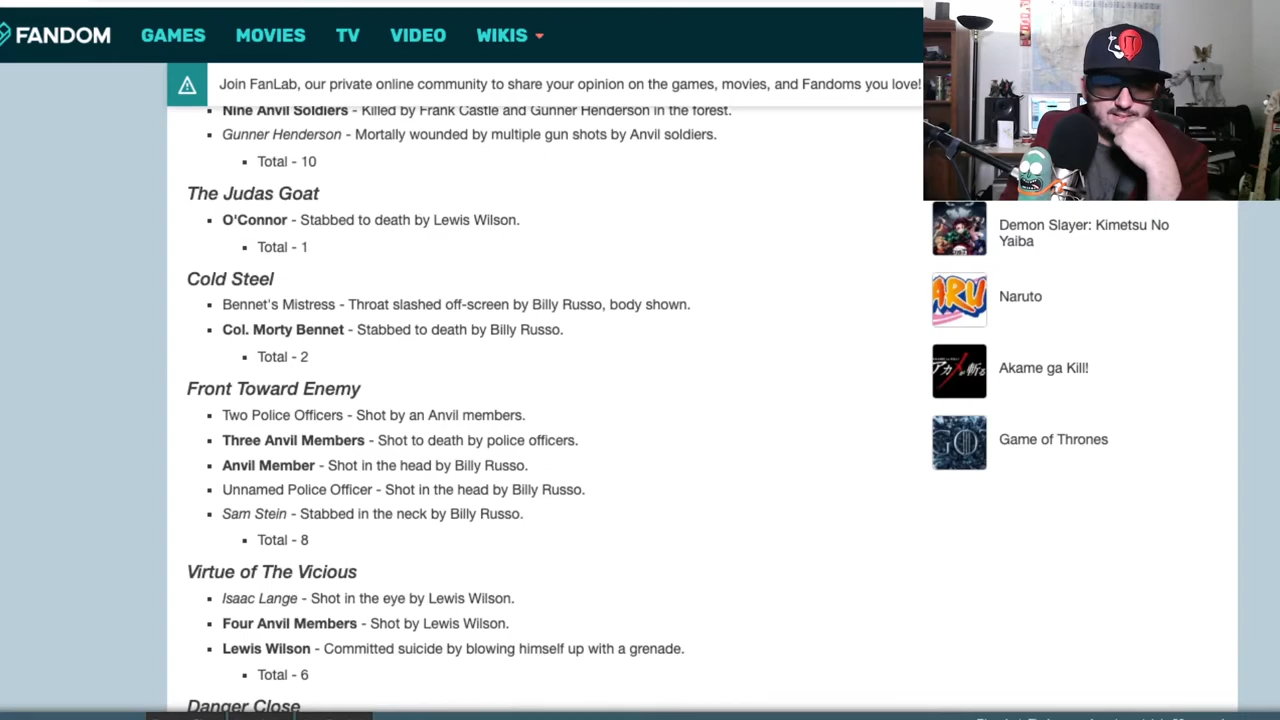 FANDOM GAMES MOVIES TV VIDEO WIKIS
Join FanLab, our private online community to share your opinion on the games, movies, and Fandoms you love!
Nine Anvil Soldiers - Killed by Frank Castle and Gunner Henderson in the forest.
Gunner Henderson - Mortally wounded by multiple gun shots by Anvil soldiers.
Total - 10
The Judas Goat
O'Connor - Stabbed to death by Lewis Wilson.
Total - 1
Cold Steel
Bennet's Mistress - Throat slashed off-screen by Billy Russo, body shown.
Col. Morty Bennet - Stabbed to death by Billy Russo.
Total - 2
Front Toward Enemy
Two Police Officers - Shot by an Anvil members.
Three Anvil Members - Shot to death by police officers.
Anvil Member - Shot in the head by Billy Russo.
Unnamed Police Officer - Shot in the head by Billy Russo.
Sam Stein - Stabbed in the neck by Billy Russo.
Total - 8
Virtue of The Vicious
Isaac Lange - Shot in the eye by Lewis Wilson.
Four Anvil Members - Shot by Lewis Wilson.
Lewis Wilson - Committed suicide by blowing himself up with a grenade.
Total - 6
Danger Close
Demon Slayer: Kimetsu No
Yaiba
Naruto
Akame ga Kill!
Game of Thrones